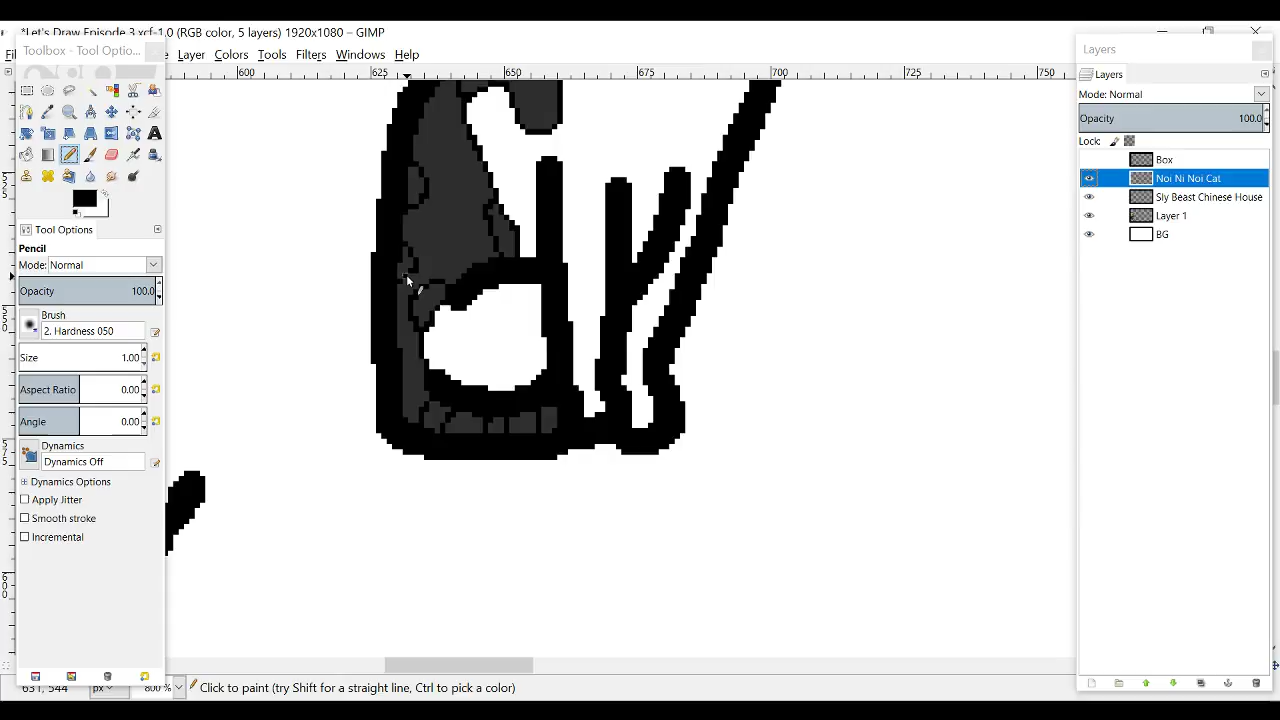 *Let's Draw Episode 3.xcf-1.0 (RGB color, 5 layers) 1920x1080 – GIMP
Toolbox - Tool Optio...
Layer Colors Tools Filters Windows Help
600 625 650 675 700 725 750
Tool Options
Pencil
Mode: Normal
Opacity 100.0
Brush
2. Hardness 050
Size 1.00
Aspect Ratio 0.00
Angle 0.00
Dynamics
Dynamics Off
Dynamics Options
Apply Jitter
Smooth stroke
Incremental
525
550
575
600
631, 544 px 800 % Click to paint (try Shift for a straight line, Ctrl to pick a color)
Layers
Layers
Mode: Normal
Opacity 100.0
Lock:
Box
Noi Ni Noi Cat
Sly Beast Chinese House
Layer 1
BG